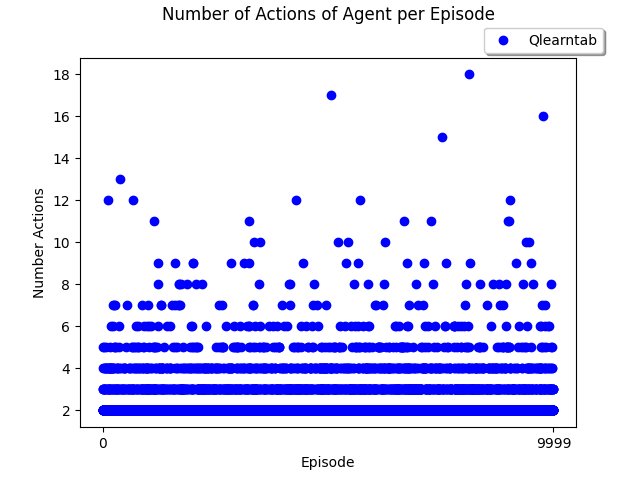 Number of Actions of Agent per Episode
Qlearntab
18
16
14
12
10
8
6
4
2
Number Actions
0
9999
Episode